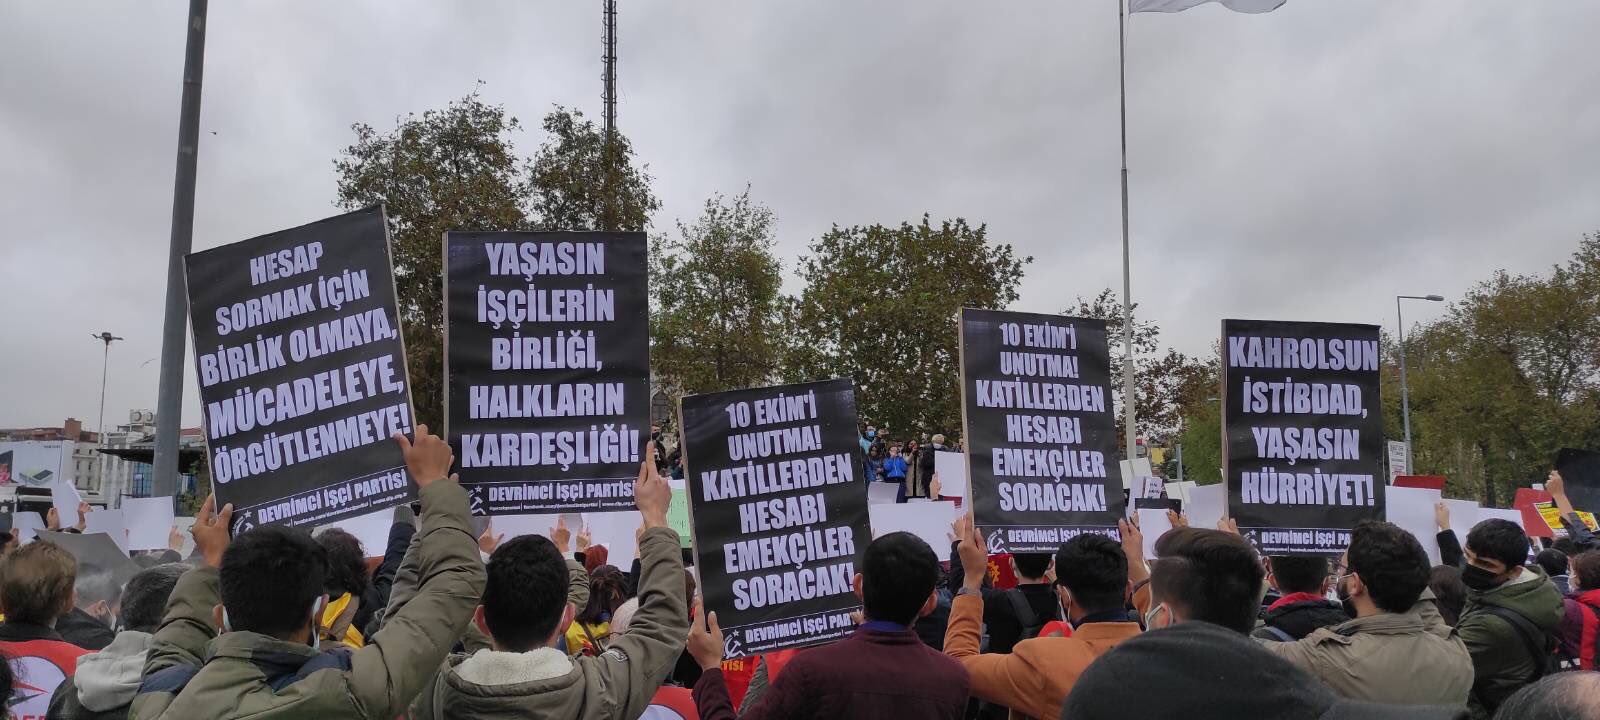 HESAP
SORMAK İÇİN
BİRLİK OLMAYA,
MÜCADELEYE,
ÖRGÜTLENMEYE!
DEVRİMCİ İŞÇİ PARTİSİ
YAŞASIN
İŞÇİLERİN
BİRLİĞİ,
HALKLARIN
KARDEŞLİĞİ!
DEVRİMCİ İŞÇİ PARTİSİ
10 EKİM'İ
UNUTMA!
KATİLLERDEN
HESABI
EMEKÇİLER
SORACAK!
DEVRİMCİ İŞÇİ PARTİSİ
10 EKİM'İ
UNUTMA!
KATİLLERDEN
HESABI
EMEKÇİLER
SORACAK!
DEVRİMCİ İŞÇİ PARTİSİ
KAHROLSUN
İSTİBDAD,
YAŞASIN
HÜRRİYET!
DEVRİMCİ İŞÇİ PARTİSİ